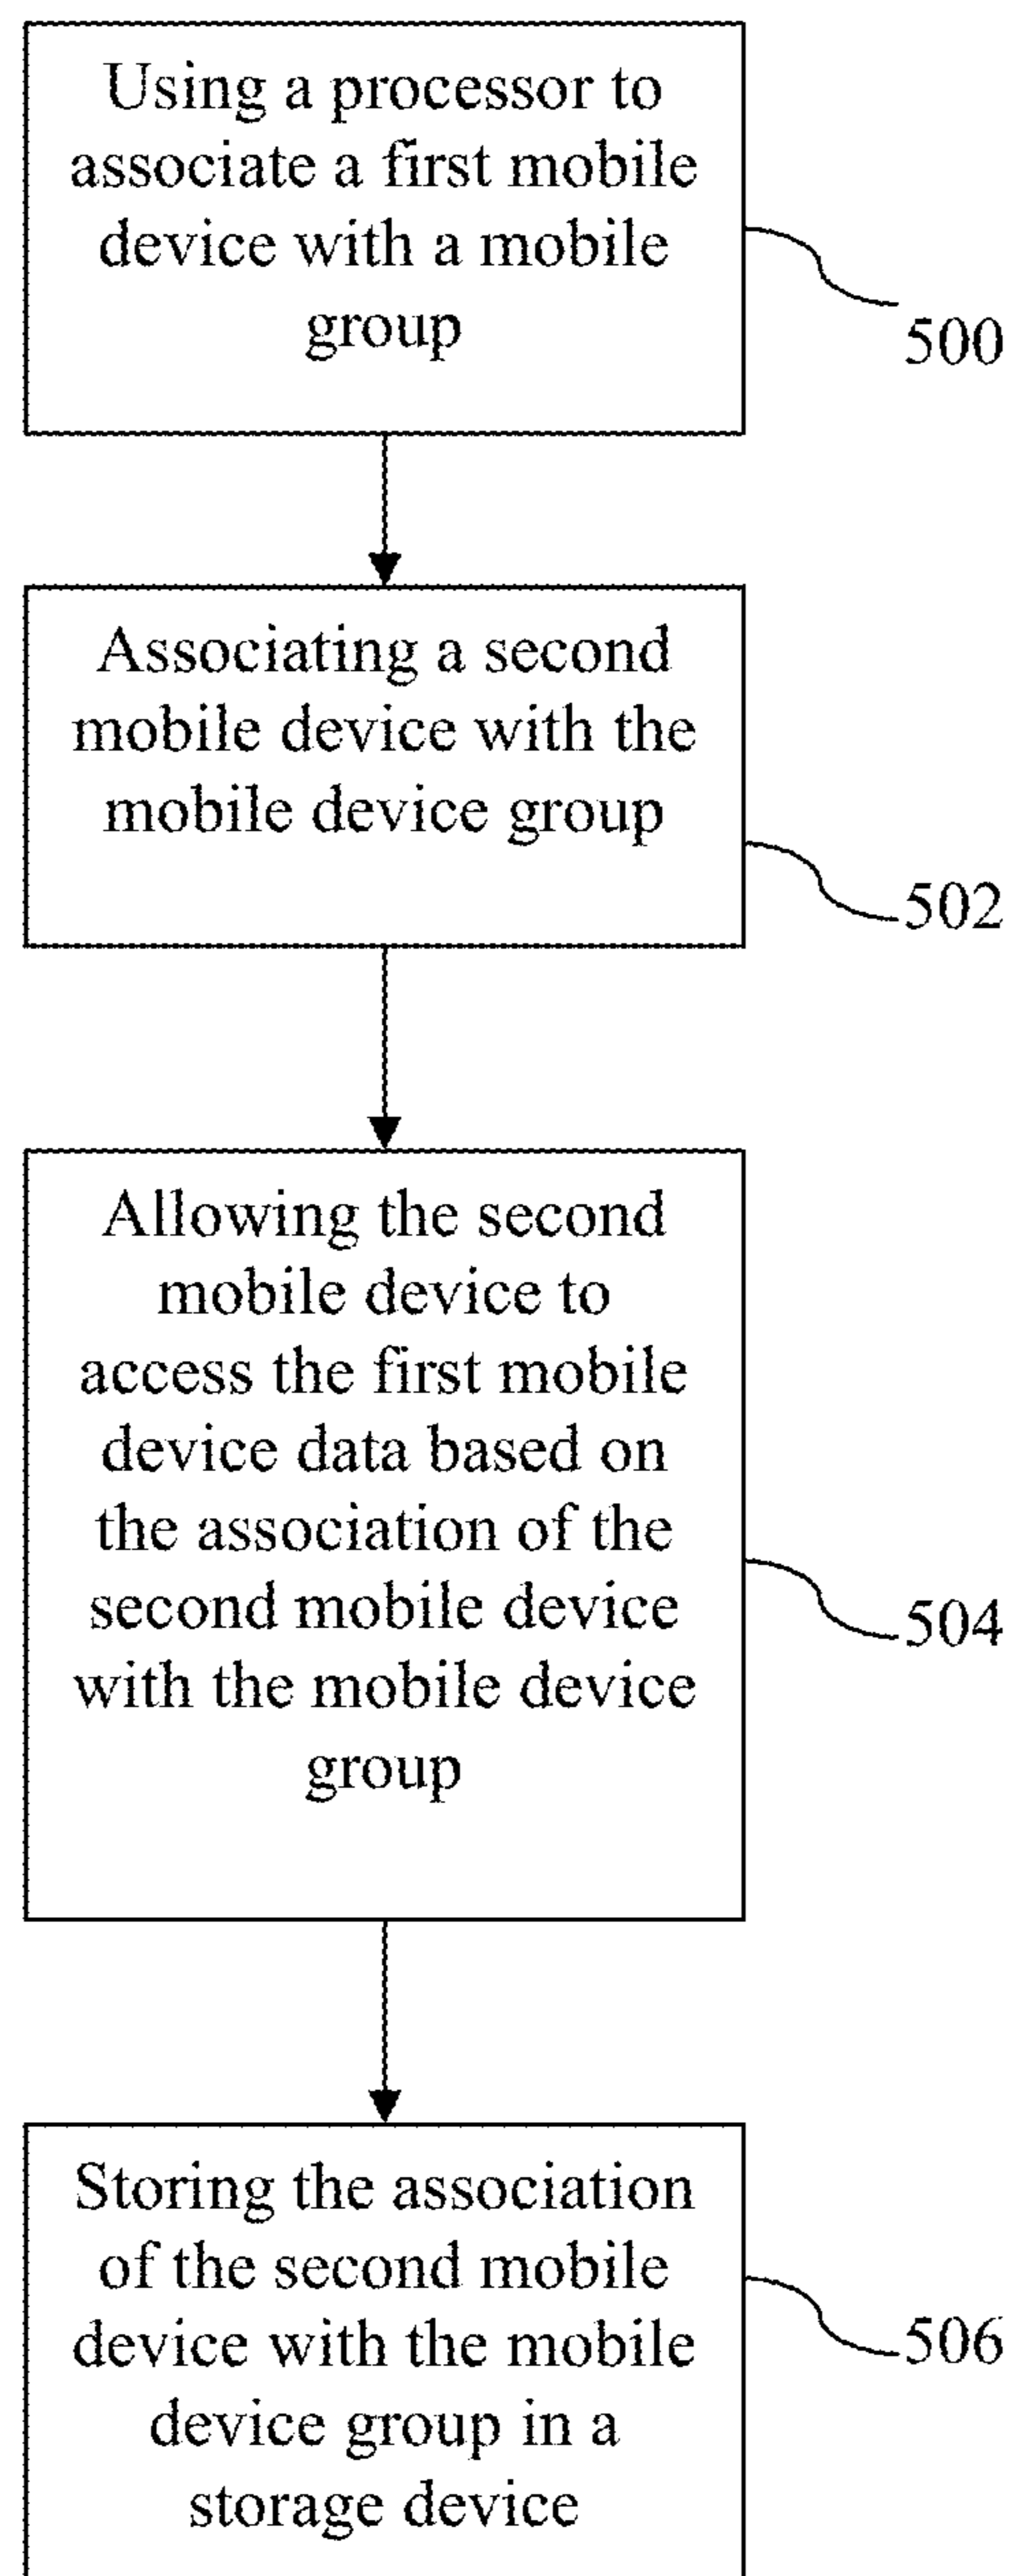 Using a processor to
associate a first mobile
device with a mobile
group
500
Associating a second
mobile device with the
mobile device group
502
Allowing the second
mobile device to
access the first mobile
device data based on
the association of the
second mobile device
with the mobile device
group
504
Storing the association
of the second mobile
device with the mobile
device group in a
storage device
506